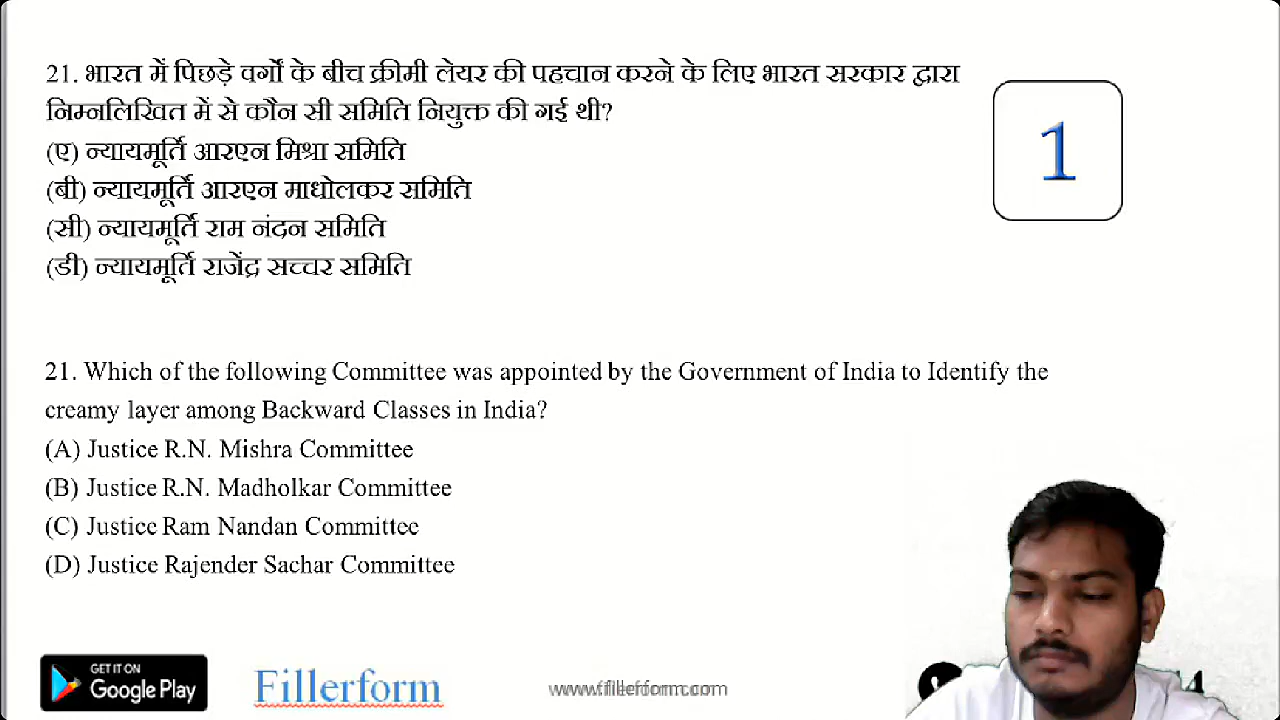 21. भारत में पिछड़े वर्गों के बीच क्रीमी लेयर की पहचान करने के लिए भारत सरकार द्वारा
निम्नलिखित में से कौन सी समिति नियुक्त की गई थी?
(ए) न्यायमूर्ति आरएन मिश्रा समिति
(बी) न्यायमूर्ति आरएन माधोलकर समिति
(सी) न्यायमूर्ति राम नंदन समिति
(डी) न्यायमूर्ति राजेंद्र सच्चर समिति
1
21. Which of the following Committee was appointed by the Government of India to Identify the
creamy layer among Backward Classes in India?
(A) Justice R.N. Mishra Committee
(B) Justice R.N. Madholkar Committee
(C) Justice Ram Nandan Committee
(D) Justice Rajender Sachar Committee
GET IT ON
Google Play
Fillerform
www.fillerform.com